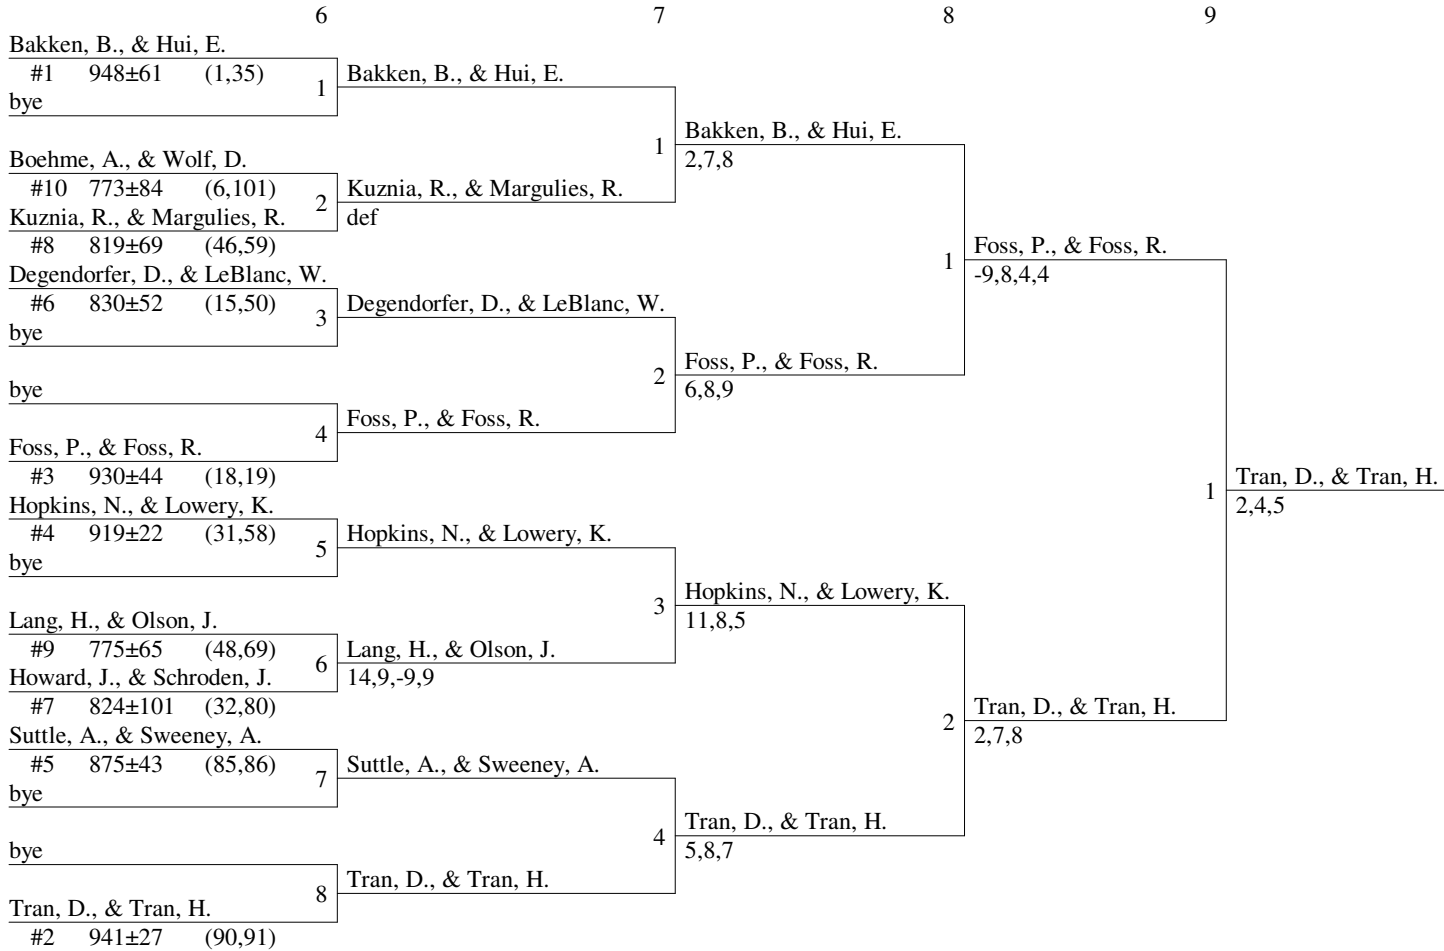 6 7 8 9
Bakken, B., & Hui, E.
#1 948±61 (1,35)
bye
1
Bakken, B., & Hui, E.
Boehme, A., & Wolf, D.
#10 773±84 (6,101)
Kuznia, R., & Margulies, R.
#8 819±69 (46,59)
2
Kuznia, R., & Margulies, R.
def
1
Bakken, B., & Hui, E.
2,7,8
Degendorfer, D., & LeBlanc, W.
#6 830±52 (15,50)
bye
3
Degendorfer, D., & LeBlanc, W.
bye
Foss, P., & Foss, R.
#3 930±44 (18,19)
4
Foss, P., & Foss, R.
2
Foss, P., & Foss, R.
6,8,9
1
Foss, P., & Foss, R.
-9,8,4,4
Hopkins, N., & Lowery, K.
#4 919±22 (31,58)
bye
5
Hopkins, N., & Lowery, K.
Lang, H., & Olson, J.
#9 775±65 (48,69)
Howard, J., & Schroden, J.
#7 824±101 (32,80)
6
Lang, H., & Olson, J.
14,9,-9,9
3
Hopkins, N., & Lowery, K.
11,8,5
Suttle, A., & Sweeney, A.
#5 875±43 (85,86)
bye
7
Suttle, A., & Sweeney, A.
bye
Tran, D., & Tran, H.
#2 941±27 (90,91)
8
Tran, D., & Tran, H.
4
Tran, D., & Tran, H.
5,8,7
2
Tran, D., & Tran, H.
2,7,8
1
Tran, D., & Tran, H.
2,4,5